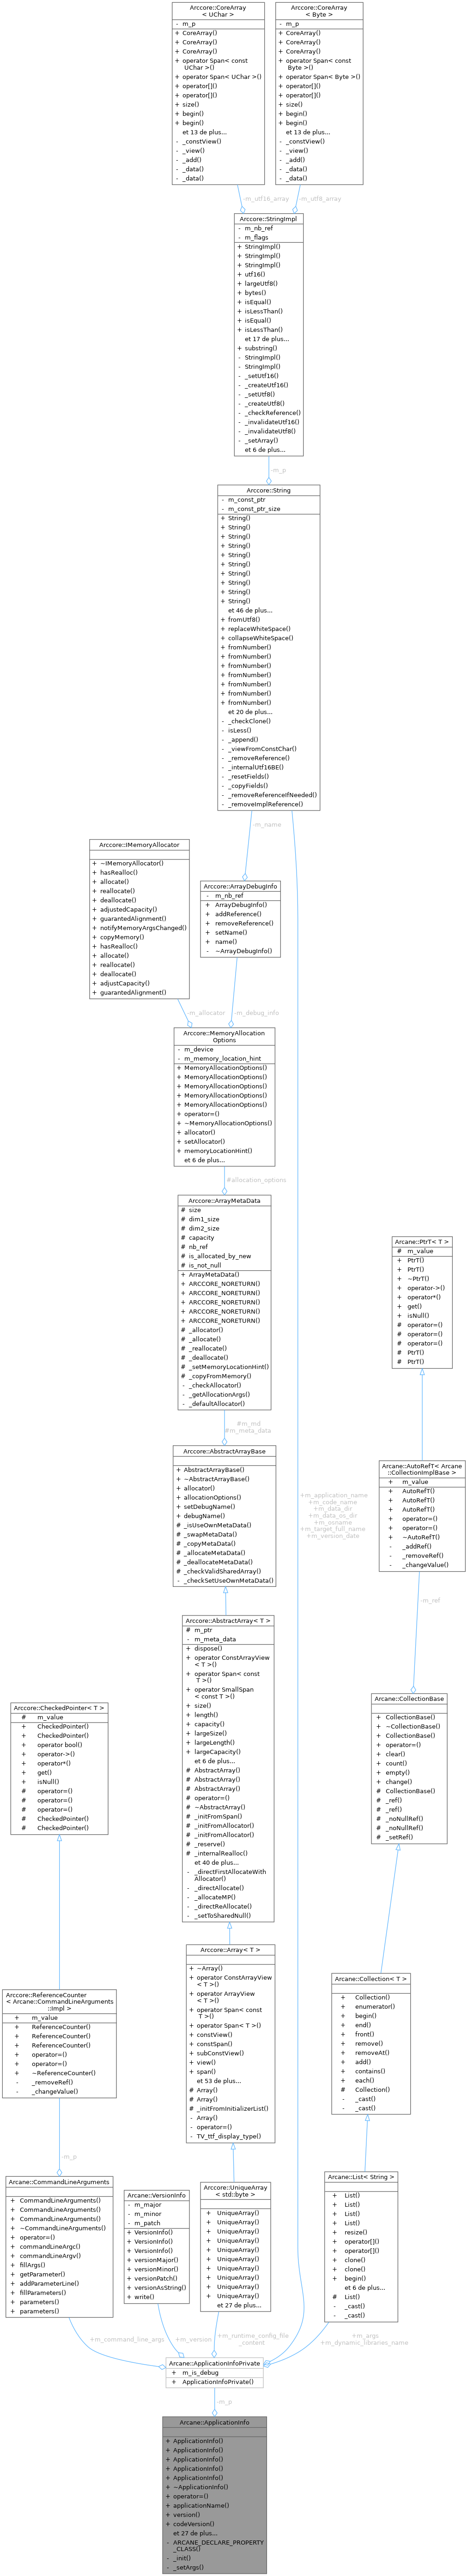 Arccore::CoreArray
< UChar >
- m_p
+ CoreArray()
+ CoreArray()
+ CoreArray()
+ operator Span< const
UChar >()
+ operator Span< UChar >()
+ operator[]()
+ operator[]()
+ size()
+ begin()
+ begin()
et 13 de plus...
- _constView()
- _view()
- _add()
- _data()
- _data()
Arccore::CoreArray
< Byte >
- m_p
+ CoreArray()
+ CoreArray()
+ CoreArray()
+ operator Span< const
Byte >()
+ operator Span< Byte >()
+ operator[]()
+ operator[]()
+ size()
+ begin()
+ begin()
et 13 de plus...
- _constView()
- _view()
- _add()
- _data()
- _data()
-m_utf16_array
-m_utf8_array
Arccore::StringImpl
- m_nb_ref
- m_flags
+ StringImpl()
+ StringImpl()
+ StringImpl()
+ utf16()
+ largeUtf8()
+ bytes()
+ isEqual()
+ isLessThan()
+ isEqual()
+ isLessThan()
et 17 de plus...
+ substring()
- StringImpl()
- StringImpl()
- _setUtf16()
- _createUtf16()
- _setUtf8()
- _createUtf8()
- _checkReference()
- _invalidateUtf16()
- _invalidateUtf8()
- _setArray()
et 6 de plus...
-m_p
Arccore::String
- m_const_ptr
- m_const_ptr_size
+ String()
+ String()
+ String()
+ String()
+ String()
+ String()
+ String()
+ String()
+ String()
+ String()
et 46 de plus...
+ fromUtf8()
+ replaceWhiteSpace()
+ collapseWhiteSpace()
+ fromNumber()
+ fromNumber()
+ fromNumber()
+ fromNumber()
+ fromNumber()
+ fromNumber()
+ fromNumber()
et 20 de plus...
- _checkClone()
- isLess()
- _append()
- _viewFromConstChar()
- _removeReference()
- _internalUtf16BE()
- _resetFields()
- _copyFields()
- _removeReferenceIfNeeded()
- _removeImplReference()
-m_name
Arccore::IMemoryAllocator
+ ~IMemoryAllocator()
+ hasRealloc()
+ allocate()
+ reallocate()
+ deallocate()
+ adjustedCapacity()
+ guarantedAlignment()
+ notifyMemoryArgsChanged()
+ copyMemory()
+ hasRealloc()
+ allocate()
+ reallocate()
+ deallocate()
+ adjustCapacity()
+ guarantedAlignment()
Arccore::ArrayDebugInfo
- m_nb_ref
+ ArrayDebugInfo()
+ addReference()
+ removeReference()
+ setName()
+ name()
- ~ArrayDebugInfo()
-m_allocator
-m_debug_info
Arccore::MemoryAllocation
Options
- m_device
- m_memory_location_hint
+ MemoryAllocationOptions()
+ MemoryAllocationOptions()
+ MemoryAllocationOptions()
+ MemoryAllocationOptions()
+ MemoryAllocationOptions()
+ operator=()
+ ~MemoryAllocationOptions()
+ allocator()
+ setAllocator()
+ memoryLocationHint()
et 6 de plus...
#allocation_options
Arccore::ArrayMetaData
# size
# dim1_size
# dim2_size
# capacity
# nb_ref
# is_allocated_by_new
# is_not_null
+ ArrayMetaData()
+ ARCCORE_NORETURN()
+ ARCCORE_NORETURN()
+ ARCCORE_NORETURN()
+ ARCCORE_NORETURN()
# _allocator()
# _allocate()
# _reallocate()
# _deallocate()
# _setMemoryLocationHint()
# _copyFromMemory()
- _checkAllocator()
- _getAllocationArgs()
- _defaultAllocator()
#m_md
#m_meta_data
Arccore::AbstractArrayBase
+ AbstractArrayBase()
+ ~AbstractArrayBase()
+ allocator()
+ allocationOptions()
+ setDebugName()
+ debugName()
# _isUseOwnMetaData()
# _swapMetaData()
# _copyMetaData()
# _allocateMetaData()
# _deallocateMetaData()
# _checkValidSharedArray()
- _checkSetUseOwnMetaData()
Arccore::AbstractArray< T >
# m_ptr
- m_meta_data
+ dispose()
+ operator ConstArrayView
< T >()
+ operator Span< const
T >()
+ operator SmallSpan
< const T >()
+ size()
+ length()
+ capacity()
+ largeSize()
+ largeLength()
+ largeCapacity()
et 6 de plus...
# AbstractArray()
# AbstractArray()
# AbstractArray()
# operator=()
# ~AbstractArray()
# _initFromSpan()
# _initFromAllocator()
# _initFromAllocator()
# _reserve()
# _internalRealloc()
et 40 de plus...
- _directFirstAllocateWith
Allocator()
- _directAllocate()
- _allocateMP()
- _directReAllocate()
- _setToSharedNull()
Arccore::Array< T >
+ ~Array()
+ operator ConstArrayView
< T >()
+ operator ArrayView
< T >()
+ operator Span< const
T >()
+ operator Span< T >()
+ constView()
+ constSpan()
+ subConstView()
+ view()
+ span()
et 53 de plus...
# Array()
# Array()
# _initFromInitializerList()
- Array()
- operator=()
- TV_ttf_display_type()
Arccore::UniqueArray
< std::byte >
+ UniqueArray()
+ UniqueArray()
+ UniqueArray()
+ UniqueArray()
+ UniqueArray()
+ UniqueArray()
+ UniqueArray()
+ UniqueArray()
+ UniqueArray()
+ UniqueArray()
et 27 de plus...
+m_application_name
+m_code_name
+m_data_dir
+m_data_os_dir
+m_osname
+m_target_full_name
+m_version_date
Arcane::PtrT< T >
# m_value
+ PtrT()
+ PtrT()
+ ~PtrT()
+ operator->()
+ operator*()
+ get()
+ isNull()
# operator=()
# operator=()
# operator=()
# PtrT()
# PtrT()
Arcane::AutoRefT< Arcane
::CollectionImplBase >
+ m_value
+ AutoRefT()
+ AutoRefT()
+ AutoRefT()
+ operator=()
+ operator=()
+ ~AutoRefT()
- _addRef()
- _removeRef()
- _changeValue()
-m_ref
Arcane::CollectionBase
+ CollectionBase()
+ ~CollectionBase()
+ CollectionBase()
+ operator=()
+ clear()
+ count()
+ empty()
+ change()
# CollectionBase()
# _ref()
# _ref()
# _noNullRef()
# _noNullRef()
# _setRef()
Arcane::Collection< T >
+ Collection()
+ enumerator()
+ begin()
+ end()
+ front()
+ remove()
+ removeAt()
+ add()
+ contains()
+ each()
# Collection()
- _cast()
- _cast()
Arcane::List< String >
+ List()
+ List()
+ List()
+ List()
+ resize()
+ operator[]()
+ operator[]()
+ clone()
+ clone()
+ begin()
et 6 de plus...
# List()
- _cast()
- _cast()
Arccore::CheckedPointer< T >
# m_value
+ CheckedPointer()
+ CheckedPointer()
+ operator bool()
+ operator->()
+ operator*()
+ get()
+ isNull()
# operator=()
# operator=()
# operator=()
# CheckedPointer()
# CheckedPointer()
Arccore::ReferenceCounter
< Arcane::CommandLineArguments
::Impl >
+ m_value
+ ReferenceCounter()
+ ReferenceCounter()
+ ReferenceCounter()
+ operator=()
+ operator=()
+ ~ReferenceCounter()
- _removeRef()
- _changeValue()
-m_p
Arcane::CommandLineArguments
+ CommandLineArguments()
+ CommandLineArguments()
+ CommandLineArguments()
+ ~CommandLineArguments()
+ operator=()
+ commandLineArgc()
+ commandLineArgv()
+ fillArgs()
+ getParameter()
+ addParameterLine()
+ fillParameters()
+ parameters()
+ parameters()
Arcane::VersionInfo
- m_major
- m_minor
- m_patch
+ VersionInfo()
+ VersionInfo()
+ VersionInfo()
+ versionMajor()
+ versionMinor()
+ versionPatch()
+ versionAsString()
+ write()
+m_command_line_args
+m_version
+m_runtime_config_file
_content
+m_args
+m_dynamic_libraries_name
Arcane::ApplicationInfoPrivate
+ m_is_debug
+ ApplicationInfoPrivate()
-m_p
Arcane::ApplicationInfo
+ ApplicationInfo()
+ ApplicationInfo()
+ ApplicationInfo()
+ ApplicationInfo()
+ ApplicationInfo()
+ ~ApplicationInfo()
+ operator=()
+ applicationName()
+ version()
+ codeVersion()
et 27 de plus...
- ARCANE_DECLARE_PROPERTY
_CLASS()
- _init()
- _setArgs()